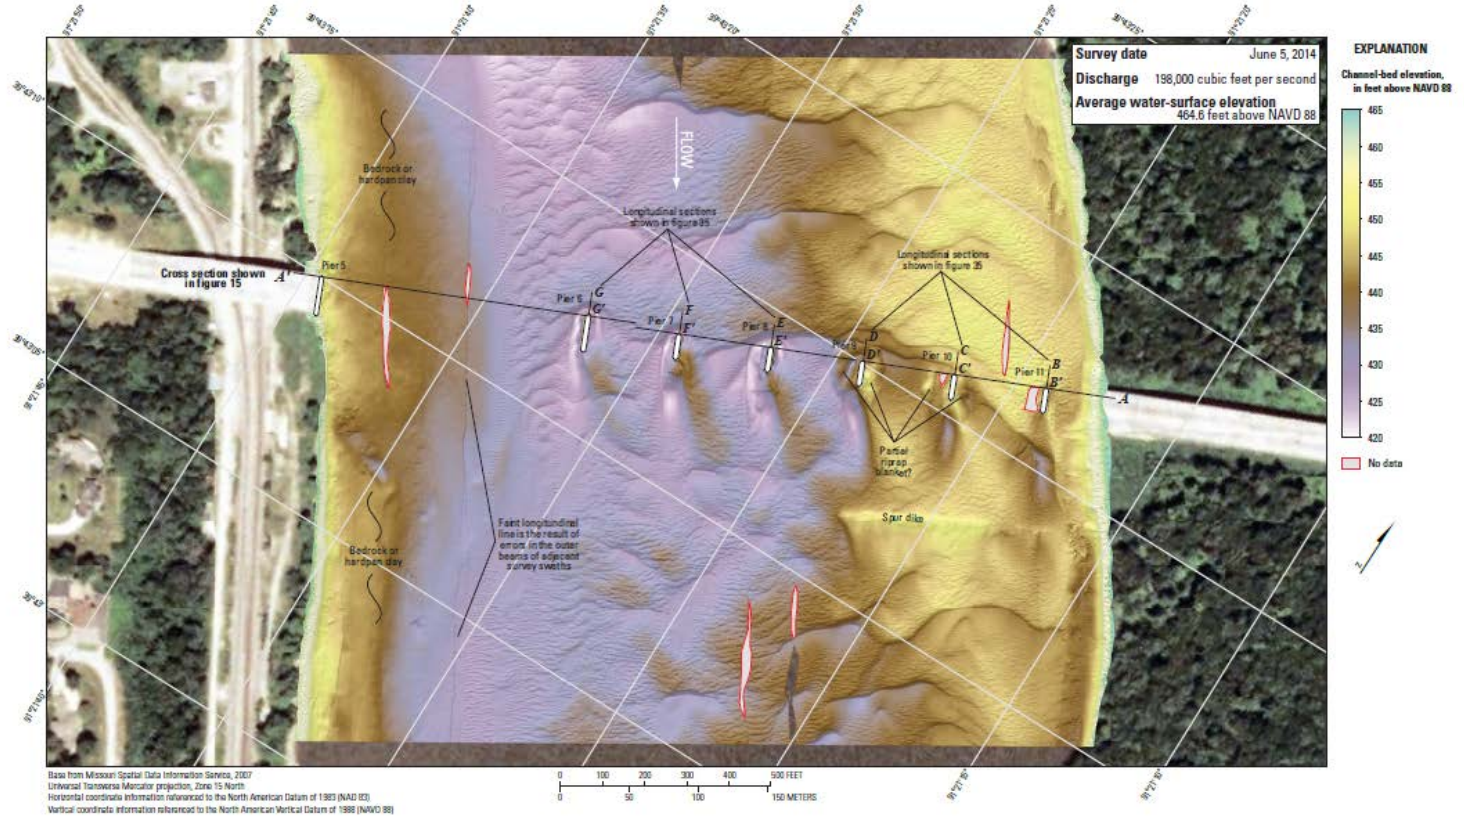 Survey date June 5, 2014
Discharge 198,000 cubic feet per second
Average water-surface elevation
464.6 feet above NAVD 88
EXPLANATION
Channel-bed elevation,
in feet above NAVD 88
465
460
455
450
445
440
435
430
425
420
No data
FLOW
Bedrock or
hardpan clay
Longitudinal sections
shown in figure 35
Longitudinal sections
shown in figure 35
Cross section shown
in figure 15
A'
Pier 5
Pier 6
G
G'
Pier 7
F
F'
Pier 8
E
E'
D
D'
Pier 10
C
C'
Pier 11
B
B'
A
Partial
riprap
blanket?
Spur dike
Faint longitudinal
line is the result of
errors in the outer
beams of adjacent
survey swaths
Bedrock or
hardpan clay
Z
0 100 200 300 400 500 FEET
0 50 100 150 METERS
Base from Missouri Spatial Data Information Service, 2007
Universal Transverse Mercator projection, Zone 15 North
Horizontal coordinate information referenced to the North American Datum of 1983 (NAD 83)
Vertical coordinate information referenced to the North American Vertical Datum of 1988 (NAVD 88)